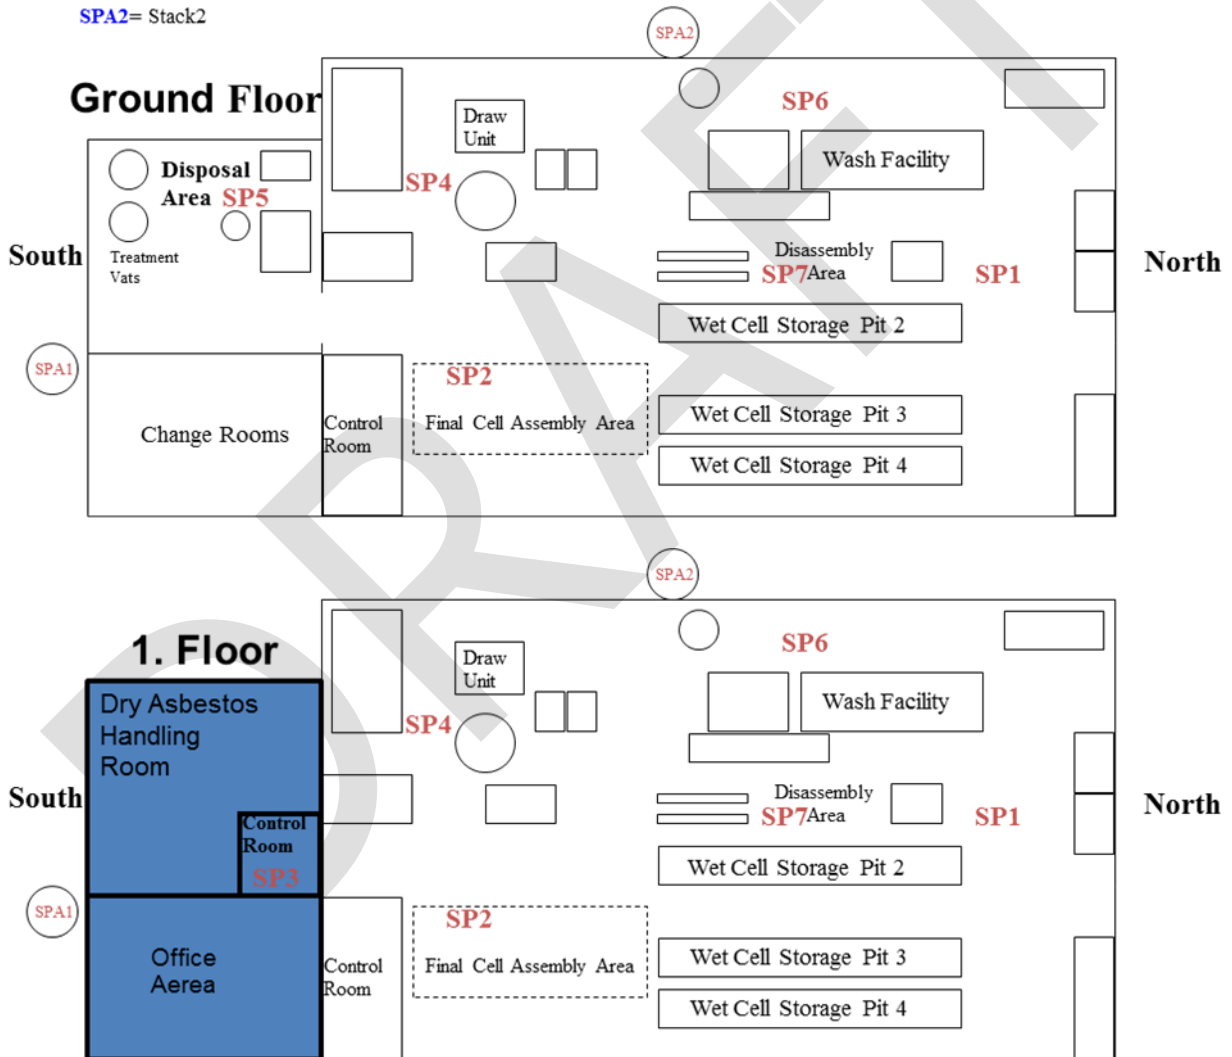 SPA2= Stack2
SPA2
Ground Floor
SP6
Draw
Unit
Wash Facility
Disposal
Area SP5
SP4
South
Treatment
Vats
Disassembly
SP7Area
SP1
North
Wet Cell Storage Pit 2
SPA1
SP2
Change Rooms
Control
Room
Final Cell Assembly Area
Wet Cell Storage Pit 3
Wet Cell Storage Pit 4
SPA2
1. Floor
SP6
Draw
Unit
Wash Facility
Dry Asbestos
Handling
Room
SP4
South
Control
Room
SP3
Disassembly
SP7Area
SP1
North
Wet Cell Storage Pit 2
SPA1
SP2
Office
Aerea
Control
Room
Final Cell Assembly Area
Wet Cell Storage Pit 3
Wet Cell Storage Pit 4
DRAFT